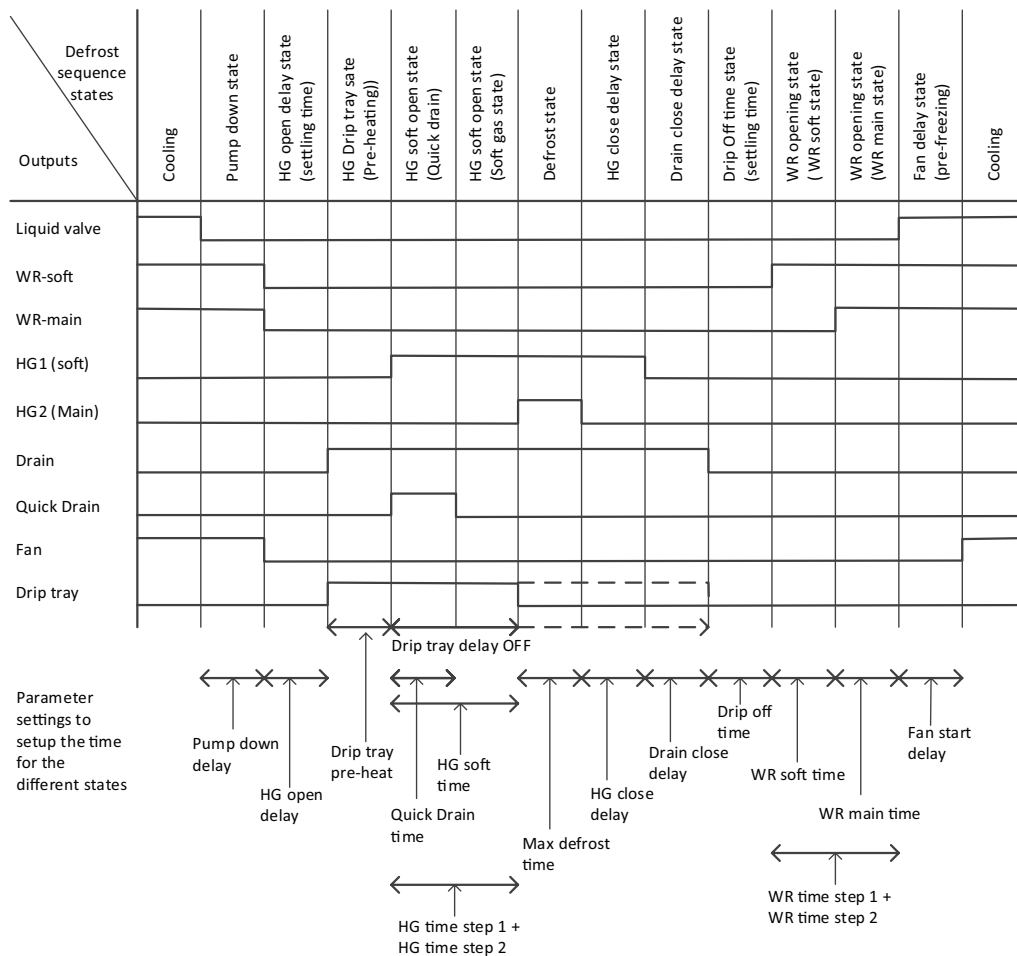 Defrost
sequence
states
Outputs
Cooling
Pump down state
HG open delay state
(settling time)
HG Drip tray sate
(Pre-heating))
HG soft open state
(Quick drain)
HG soft open state
(Soft gas state)
Defrost state
HG close delay state
Drain close delay state
Drip Off time state
(settling time)
WR opening state
( WR soft state)
WR opening state
(WR main state)
Fan delay state
(pre-freezing)
Cooling
Liquid valve
WR-soft
WR-main
HG1 (soft)
HG2 (Main)
Drain
Quick Drain
Fan
Drip tray
Drip tray delay OFF
Parameter
settings to
setup the time
for the
different states
Pump down
delay
HG open
delay
Drip tray
pre-heat
Quick Drain
time
HG soft
time
HG time step 1 +
HG time step 2
Max defrost
time
HG close
delay
Drain close
delay
Drip off
time
WR soft time
WR main time
WR time step 1 +
WR time step 2
Fan start
delay